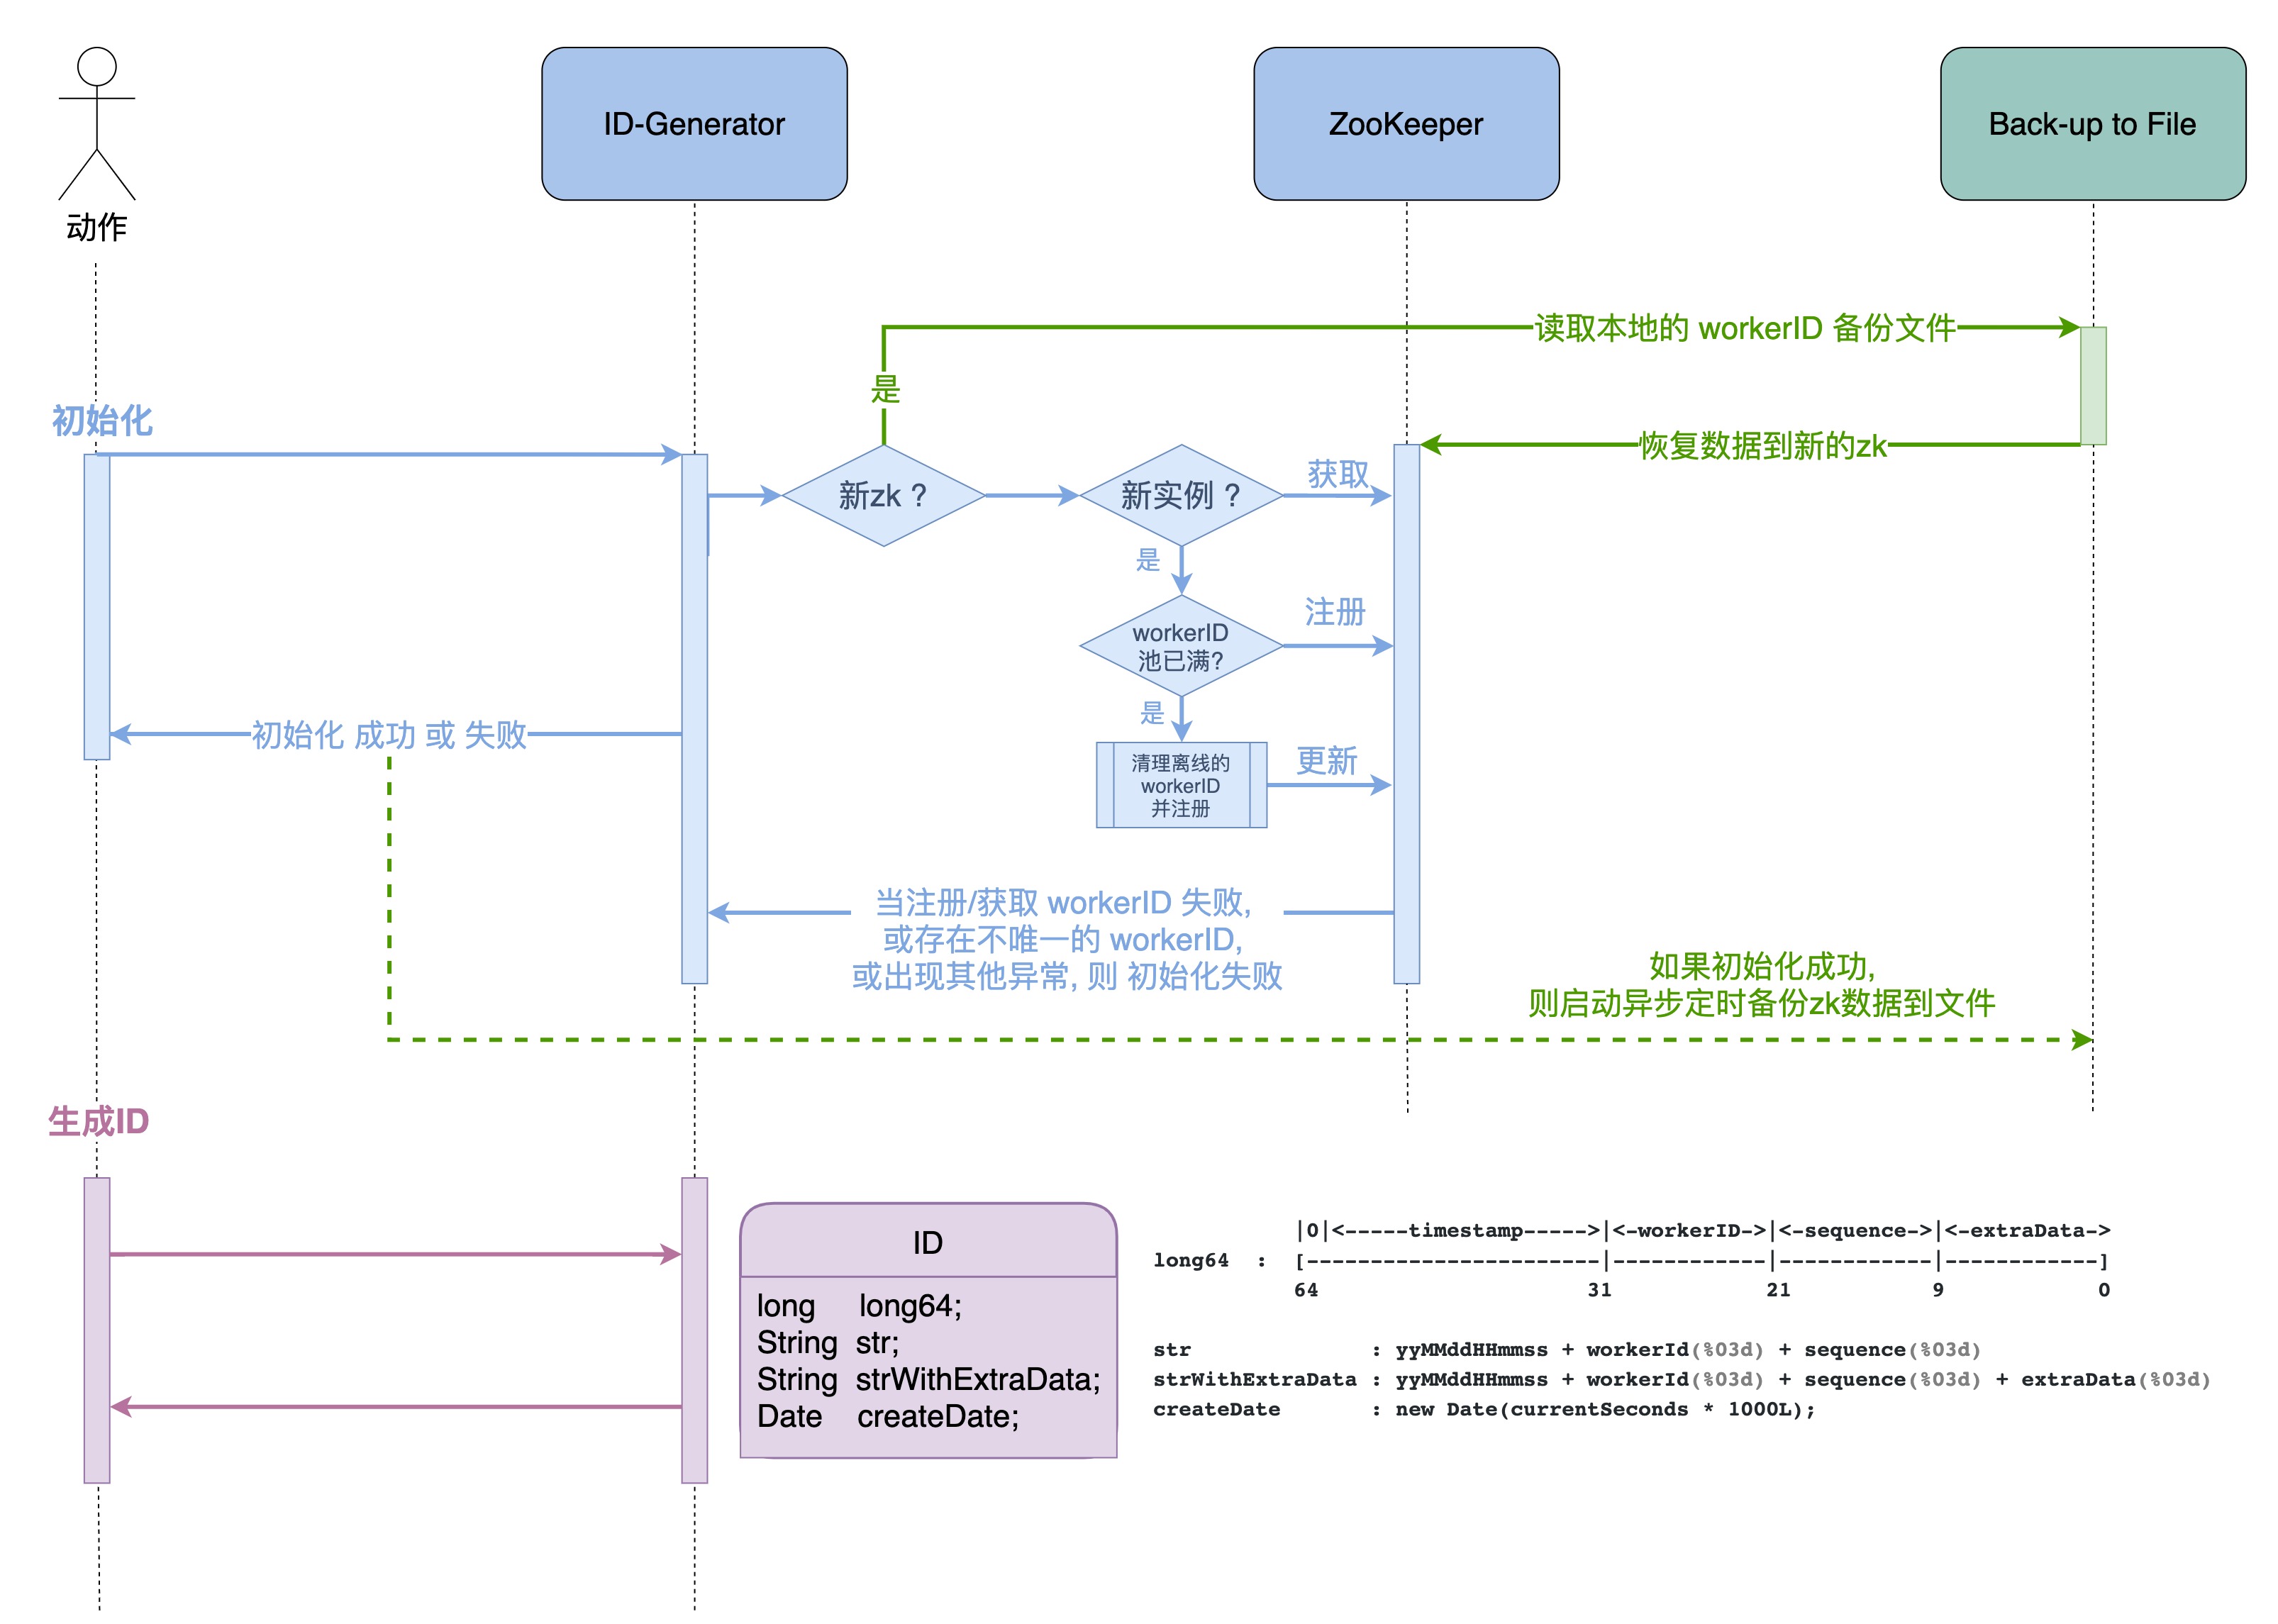 动作
ID-Generator
ZooKeeper
Back-up to File
读取本地的 workerID 备份文件
是
初始化
恢复数据到新的zk
新zk ?
新实例 ?
获取
是
workerID
池已满?
注册
是
清理离线的
workerID
并注册
更新
初始化 成功 或 失败
当注册/获取 workerID 失败,
或存在不唯一的 workerID,
或出现其他异常, 则 初始化失败
如果初始化成功,
则启动异步定时备份zk数据到文件
生成ID
ID
long long64;
String str;
String strWithExtraData;
Date createDate;
|0|<-----timestamp----->|<-workerID->|<-sequence->|<-extraData->
long64 : [-----------------------|------------|------------|------------]
64 31 21 9 0
str : yyMMddHHmmss + workerId(%03d) + sequence(%03d)
strWithExtraData : yyMMddHHmmss + workerId(%03d) + sequence(%03d) + extraData(%03d)
createDate : new Date(currentSeconds * 1000L);